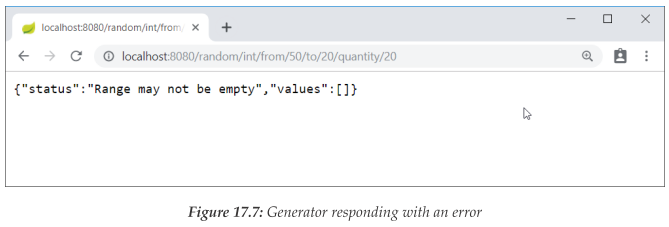 localhost:8080/random/int/from/
localhost:8080/random/int/from/50/to/20/quantity/20
{"status":"Range may not be empty","values":[]}
Figure 17.7: Generator responding with an error